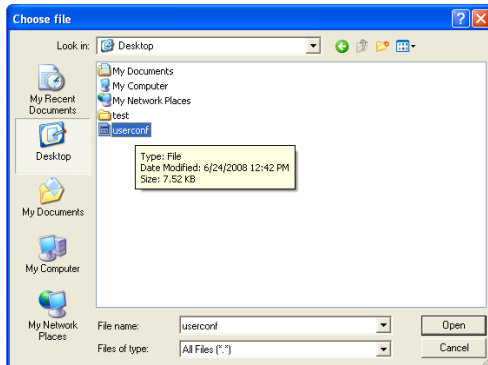 Choose file
Look in:
Desktop
My Recent
Documents
Desktop
My Documents
My Computer
My Network
Places
My Documents
My Computer
My Network Places
test
userconf
Type: File
Date Modified: 6/24/2008 12:42 PM
Size: 7.52 KB
File name:
userconf
Open
Files of type:
All Files (*.*)
Cancel